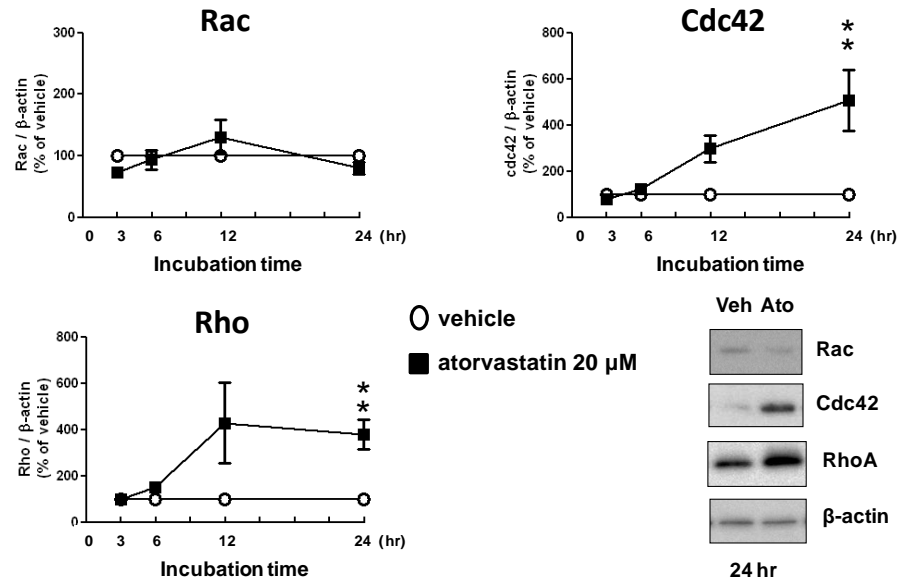 Rac
Rac / β-actin
(% of vehicle)
300
200
100
0
0 3 6 12 24 (hr)
Incubation time
Cdc42
cdc42 / β-actin
(% of vehicle)
800
600
400
200
0
**
0 3 6 12 24 (hr)
Incubation time
Rho
Rho / β-actin
(% of vehicle)
800
600
400
200
0
**
0 3 6 12 24 (hr)
Incubation time
vehicle
atorvastatin 20 μM
Veh Ato
Rac
Cdc42
RhoA
β-actin
24 hr